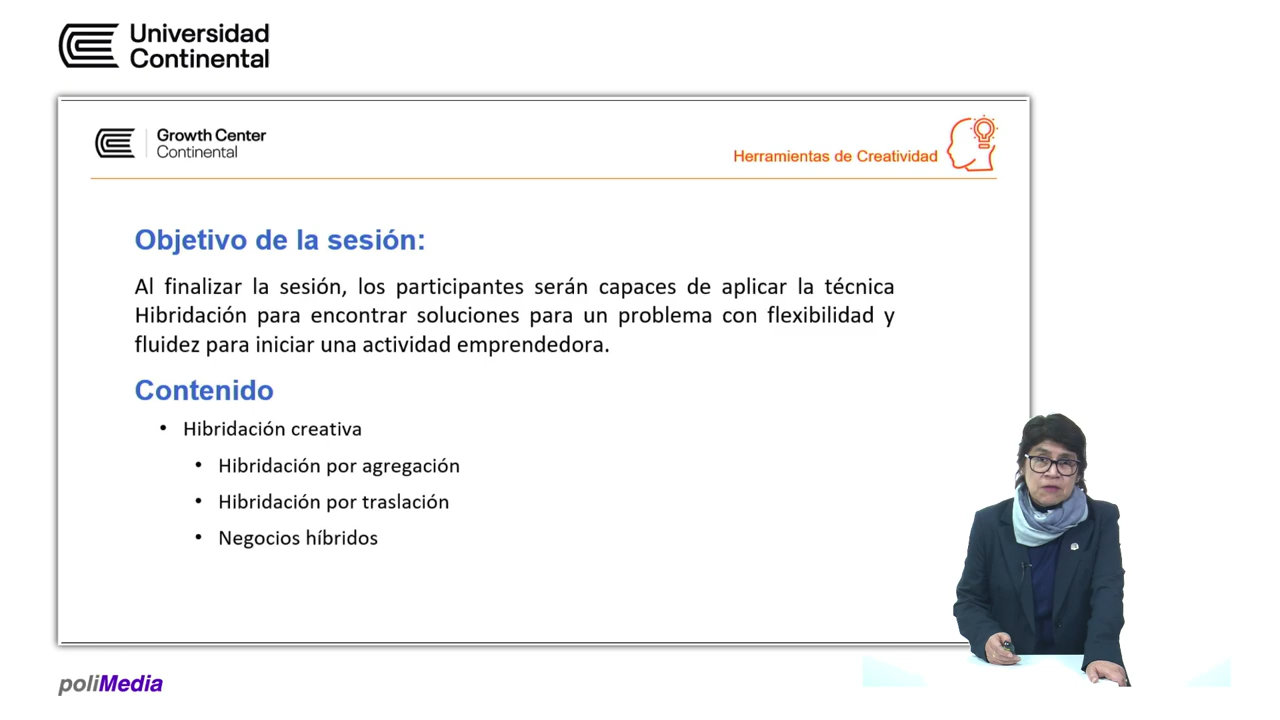 Universidad
Continental
Growth Center
Continental
Herramientas de Creatividad
Objetivo de la sesión:
Al finalizar la sesión, los participantes serán capaces de aplicar la técnica
Hibridación para encontrar soluciones para un problema con flexibilidad y
fluidez para iniciar una actividad emprendedora.
Contenido
• Hibridación creativa
• Hibridación por agregación
• Hibridación por traslación
• Negocios híbridos
poliMedia